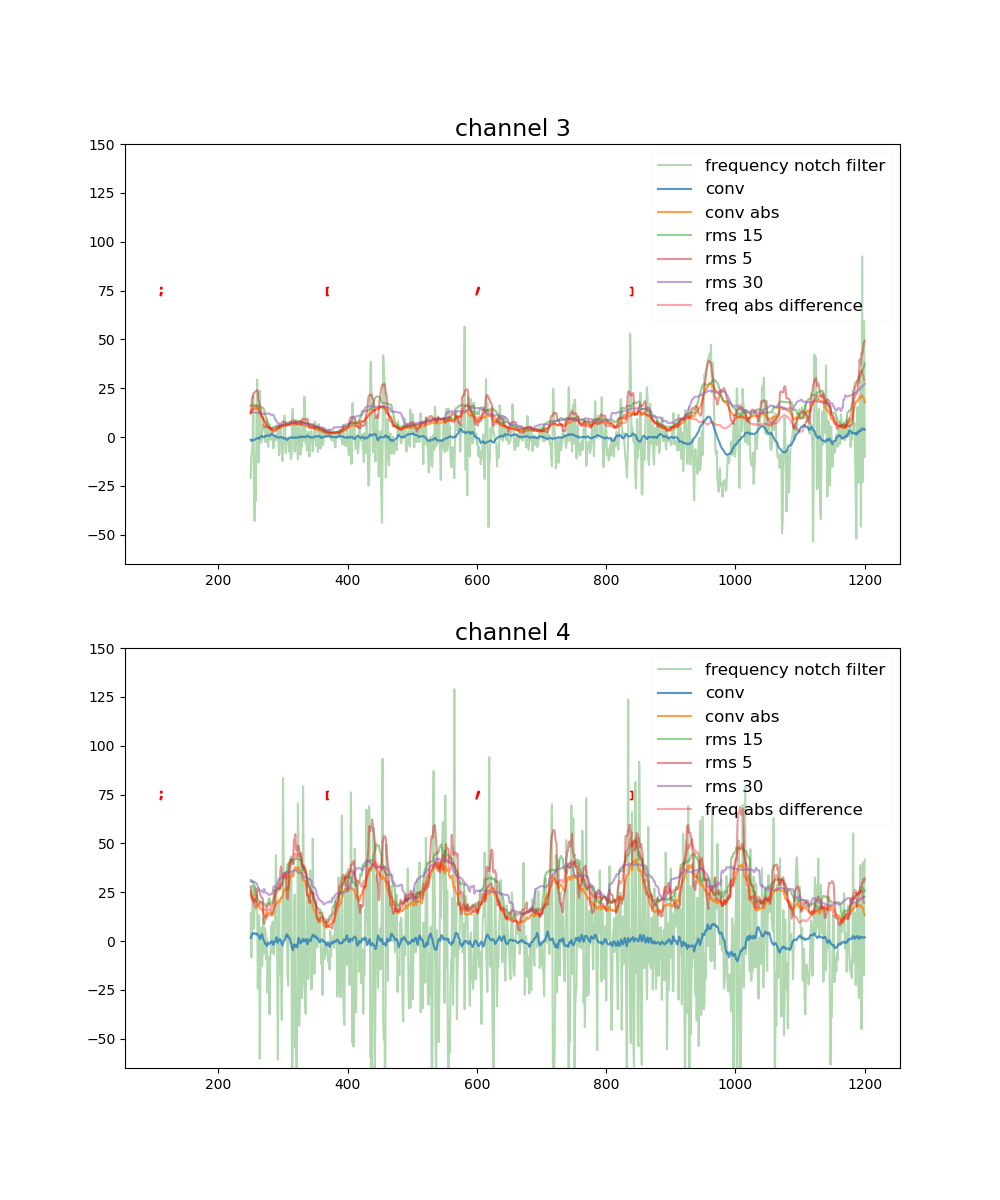 channel 3
150
125
100
75
50
25
0
−25
−50
frequency notch filter
conv
conv abs
rms 15
rms 5
rms 30
freq abs difference
; [ / ]
200 400 600 800 1000 1200
channel 4
150
125
100
75
50
25
0
−25
−50
frequency notch filter
conv
conv abs
rms 15
rms 5
rms 30
freq abs difference
; [ / ]
200 400 600 800 1000 1200